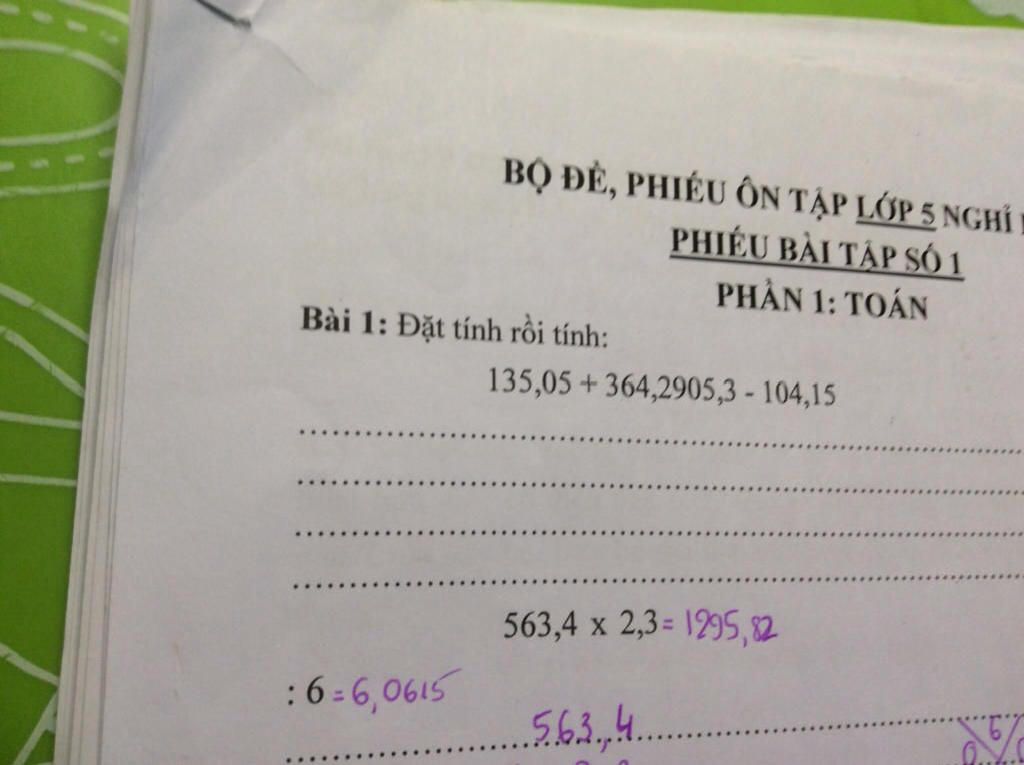 BỘ ĐỀ, PHIẾU ÔN TẬP LỚP 5 NGHỈ
PHIẾU BÀI TẬP SỐ 1
PHẦN 1: TOÁN
Bài 1: Đặt tính rồi tính:
135,05 + 364,2905,3 - 104,15
563,4 x 2,3 = 1295,82
: 6 = 6,0615
563,4
6
0